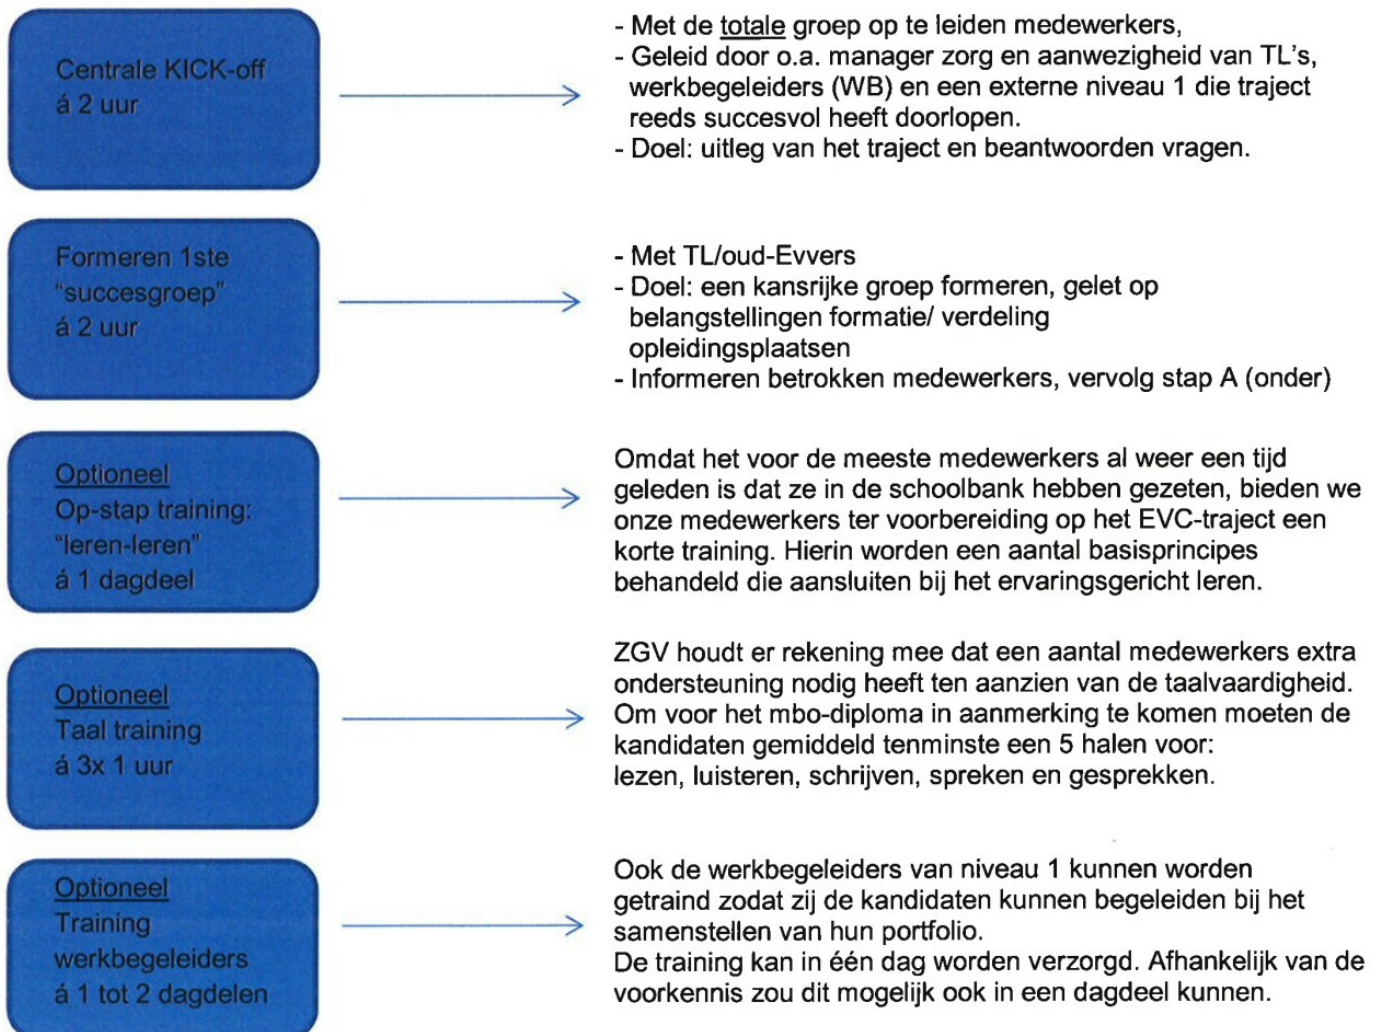 Centrale KICK-off
á 2 uur
- Met de totale groep op te leiden medewerkers,
- Geleid door o.a. manager zorg en aanwezigheid van TL's,
werkbegeleiders (WB) en een externe niveau 1 die traject
reeds succesvol heeft doorlopen.
- Doel: uitleg van het traject en beantwoorden vragen.
Formeren 1ste
"succesgroep"
á 2 uur
- Met TL/oud-Evvers
- Doel: een kansrijke groep formeren, gelet op
belangstellingen formatie/ verdeling
opleidingsplaatsen
- Informeren betrokken medewerkers, vervolg stap A (onder)
Optioneel
Op-stap training:
"leren-leren"
á 1 dagdeel
Omdat het voor de meeste medewerkers al weer een tijd
geleden is dat ze in de schoolbank hebben gezeten, bieden we
onze medewerkers ter voorbereiding op het EVC-traject een
korte training. Hierin worden een aantal basisprincipes
behandeld die aansluiten bij het ervaringsgericht leren.
Optioneel
Taal training
á 3x 1 uur
ZGV houdt er rekening mee dat een aantal medewerkers extra
ondersteuning nodig heeft ten aanzien van de taalvaardigheid.
Om voor het mbo-diploma in aanmerking te komen moeten de
kandidaten gemiddeld tenminste een 5 halen voor:
lezen, luisteren, schrijven, spreken en gesprekken.
Optioneel
Training
werkbegeleiders
á 1 tot 2 dagdelen
Ook de werkbegeleiders van niveau 1 kunnen worden
getraind zodat zij de kandidaten kunnen begeleiden bij het
samenstellen van hun portfolio.
De training kan in één dag worden verzorgd. Afhankelijk van de
voorkennis zou dit mogelijk ook in een dagdeel kunnen.